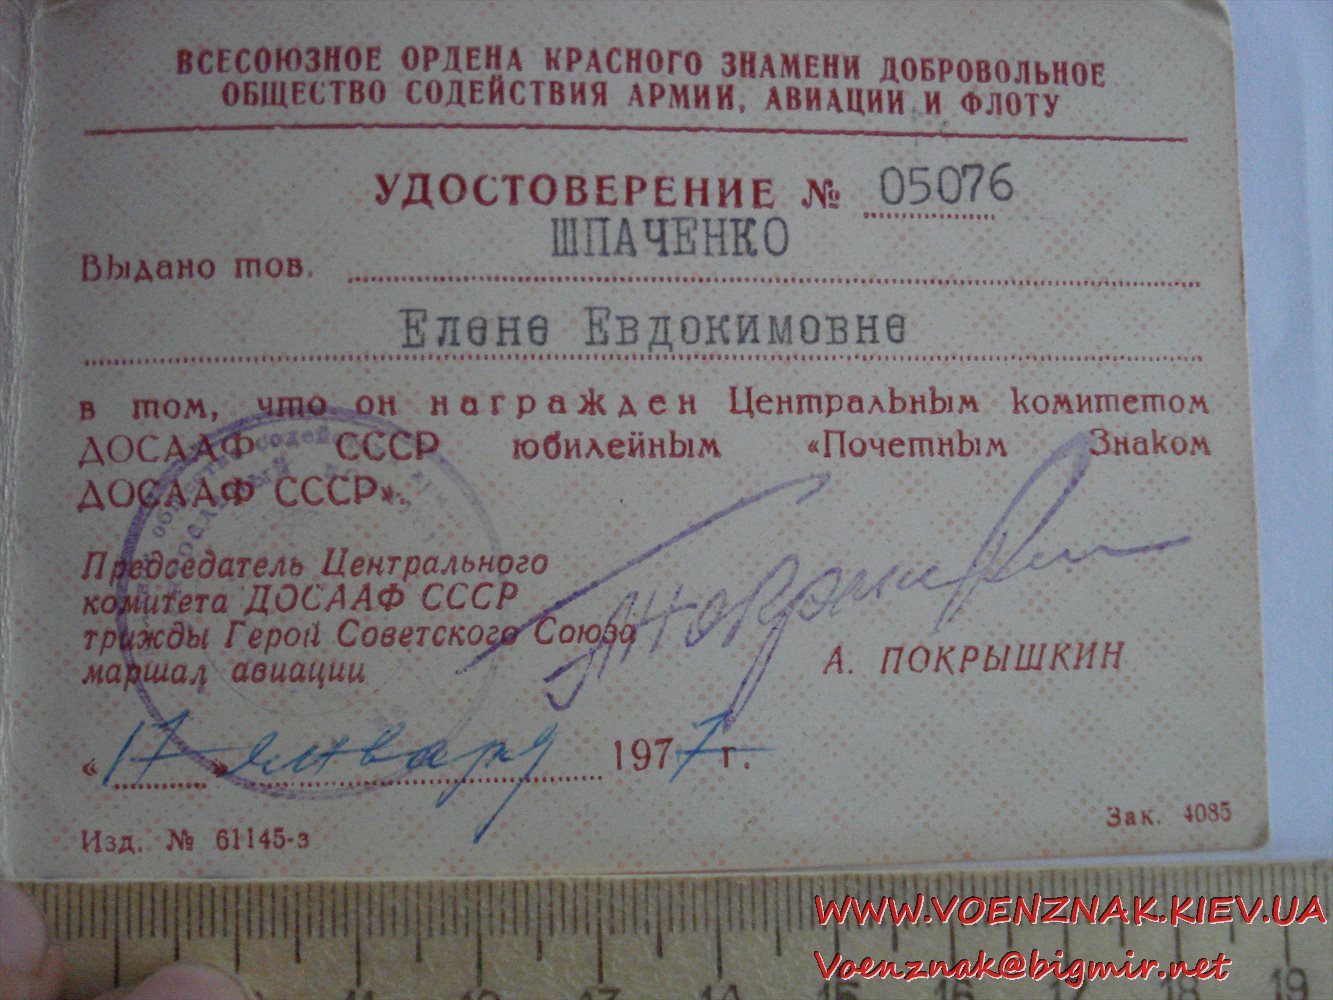 ВСЕСОЮЗНОЕ ОРДЕНА КРАСНОГО ЗНАМЕНИ ДОБРОВОЛЬНОЕ
ОБЩЕСТВО СОДЕЙСТВИЯ АРМИИ, АВИАЦИИ И ФЛОТУ
УДОСТОВЕРЕНИЕ № 05076
ШПАЧЕНКО
Выдано тов.
Елене Евдокимовне
в том, что он награжден Центральным комитетом
ДОСААФ СССР юбилейным «Почетным Знаком
ДОСААФ СССР».
Председатель Центрального
комитета ДОСААФ СССР
трижды Герой Советского Союза
маршал авиации
А. ПОКРЫШКИН
«17» января 1977 г.
Изд. № 61145-з
Зак. 4085
WWW.VOENZNAK.KIEV.UA
Voenznak@bigmir.net